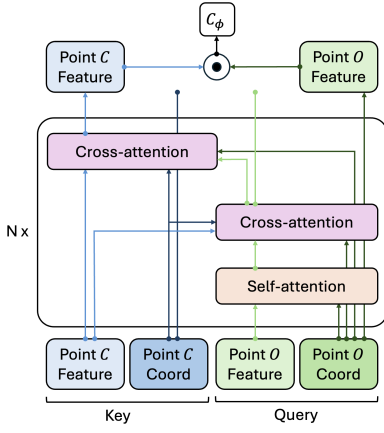 C_ϕ
Point C
Feature
Point O
Feature
Cross-attention
Cross-attention
N x
Self-attention
Point C
Feature
Point C
Coord
Point O
Feature
Point O
Coord
Key
Query